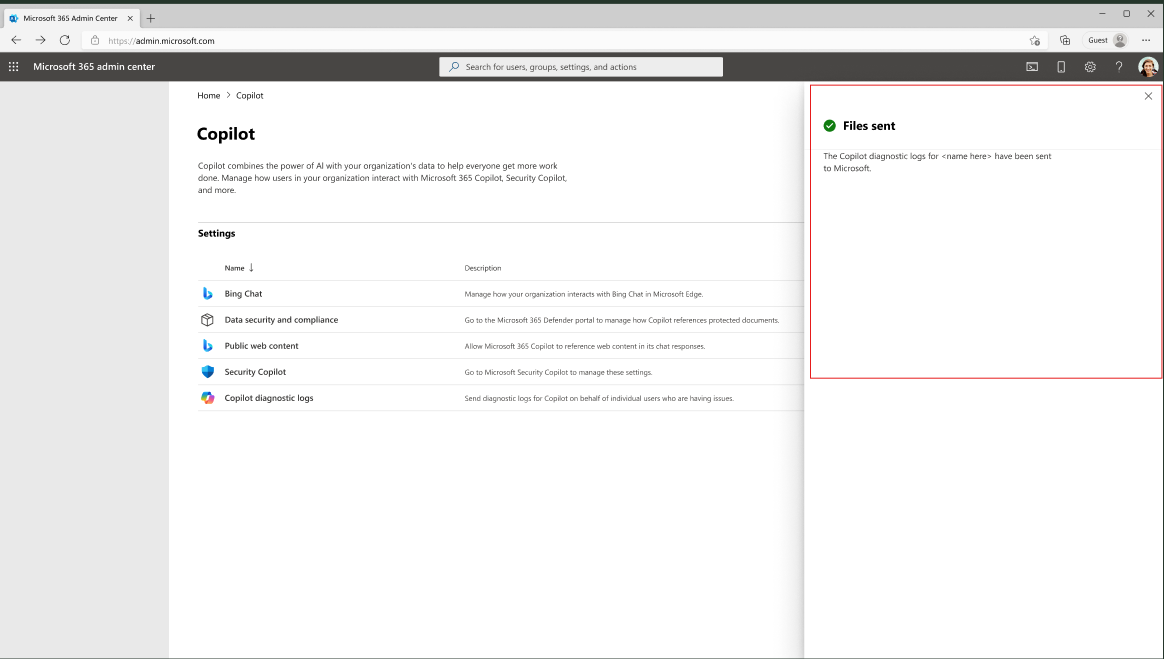 Microsoft 365 Admin Center
https://admin.microsoft.com
Guest
Microsoft 365 admin center
Search for users, groups, settings, and actions
Home > Copilot
Copilot
Copilot combines the power of AI with your organization's data to help everyone get more work
done. Manage how users in your organization interact with Microsoft 365 Copilot, Security Copilot,
and more.
Settings
Name ↓ Description
Bing Chat Manage how your organization interacts with Bing Chat in Microsoft Edge.
Data security and compliance Go to the Microsoft 365 Defender portal to manage how Copilot references protected documents.
Public web content Allow Microsoft 365 Copilot to reference web content in its chat responses.
Security Copilot Go to Microsoft Security Copilot to manage these settings.
Copilot diagnostic logs Send diagnostic logs for Copilot on behalf of individual users who are having issues.
Files sent
The Copilot diagnostic logs for <name here> have been sent
to Microsoft.